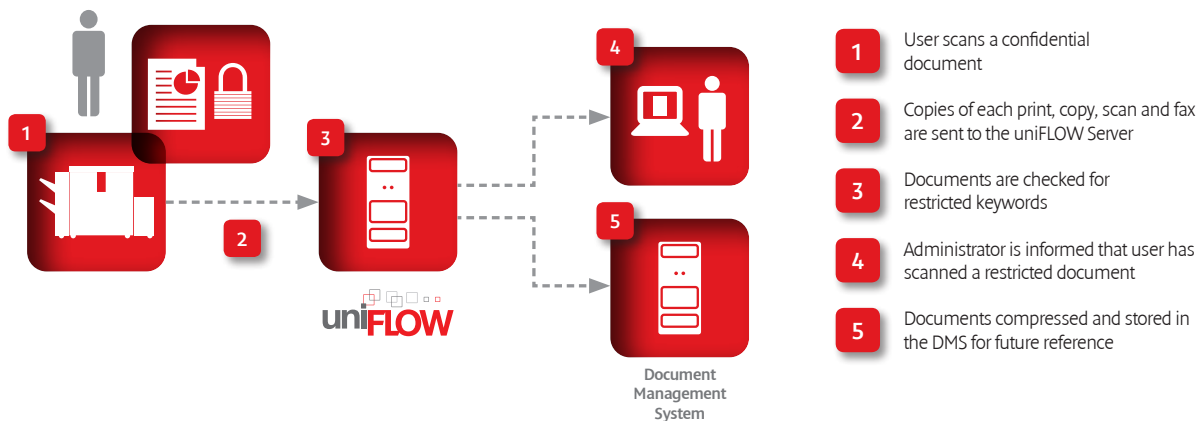 1
2
3
uniFLOW
4
5
Document
Management
System
1
User scans a confidential
document
2
Copies of each print, copy, scan and fax
are sent to the uniFLOW Server
3
Documents are checked for
restricted keywords
4
Administrator is informed that user has
scanned a restricted document
5
Documents compressed and stored in
the DMS for future reference